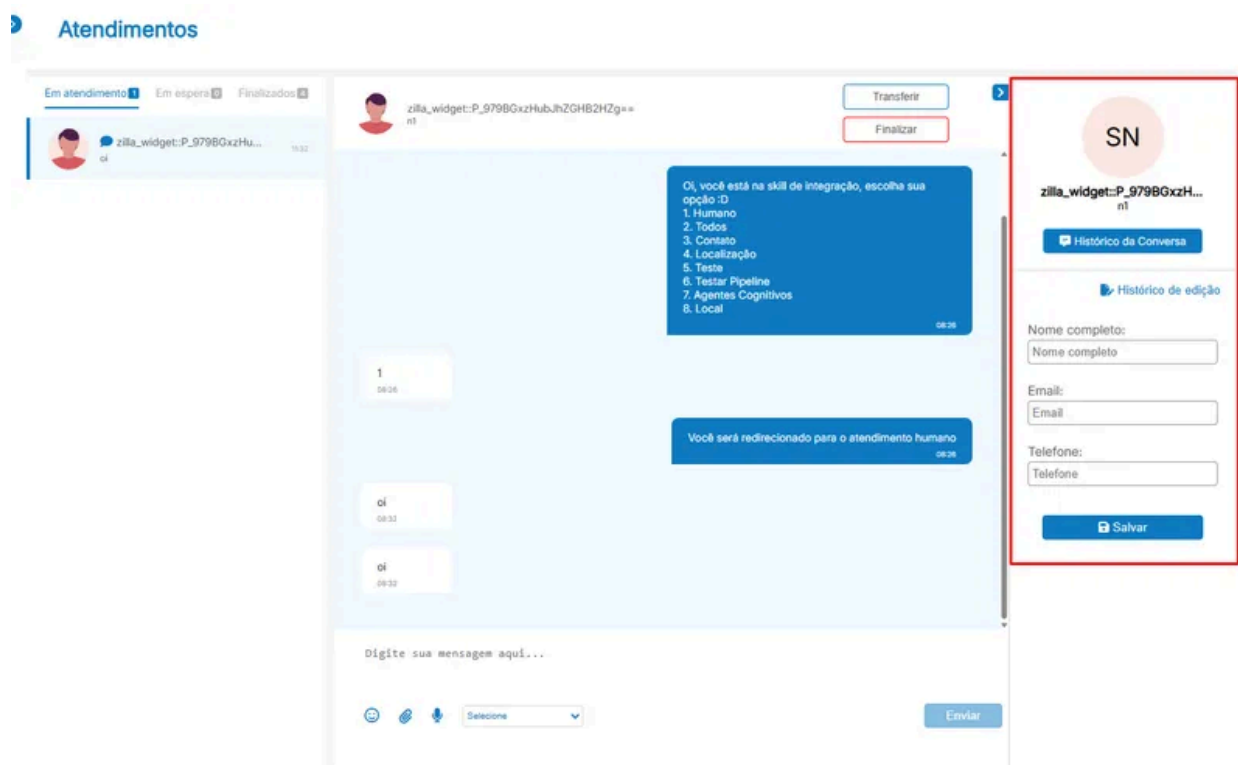 Atendimentos
Em atendimento 1 Em espera 0 Finalizados
zilla_widget::P_979BGxzHu...
oi
11:32
zilla_widget::P_979BGxzHubJhZGHB2HZg==
n1
Transferir
Finalizar
Oi, você está na skill de integração, escolha sua
opção :D
1. Humano
2. Todos
3. Contato
4. Localização
5. Teste
6. Testar Pipeline
7. Agentes Cognitivos
8. Local
08:26
1
08:26
Você será redirecionado para o atendimento humano
08:26
oi
08:32
oi
08:32
Digite sua mensagem aqui...
Selecione
Enviar
SN
zilla_widget::P_979BGxzH...
n1
Histórico da Conversa
Histórico de edição
Nome completo:
Nome completo
Email:
Email
Telefone:
Telefone
Salvar